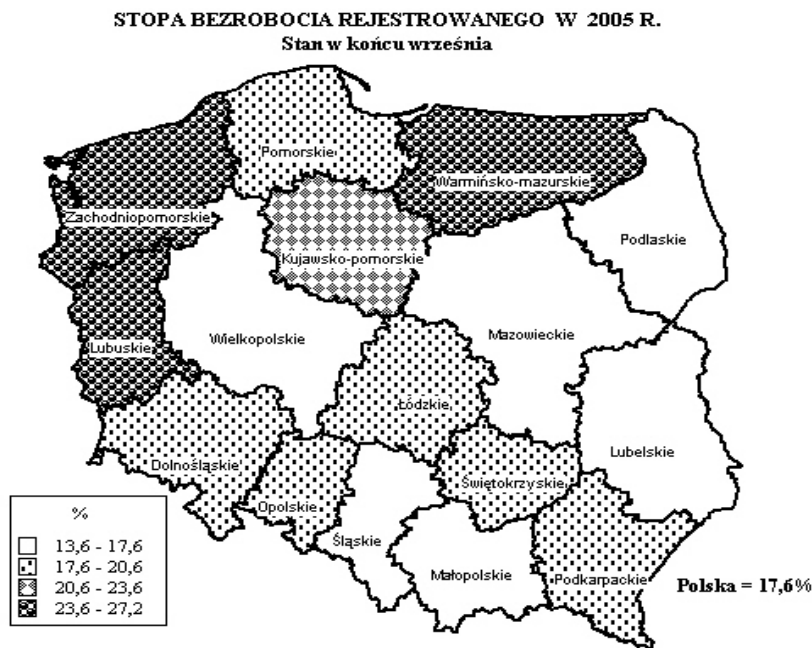 STOPA BEZROBOCIA REJESTROWANEGO W 2005 R.
Stan w końcu września
Pomorskie
Warmińsko-mazurskie
Zachodniopomorskie
Podlaskie
Kujawsko-pomorskie
Mazowieckie
Wielkopolskie
Lubuskie
Łódzkie
Lubelskie
Dolnośląskie
Świętokrzyskie
Opolskie
Śląskie
Małopolskie
Podkarpackie
Polska = 17,6%
%
13,6 - 17,6
17,6 - 20,6
20,6 - 23,6
23,6 - 27,2